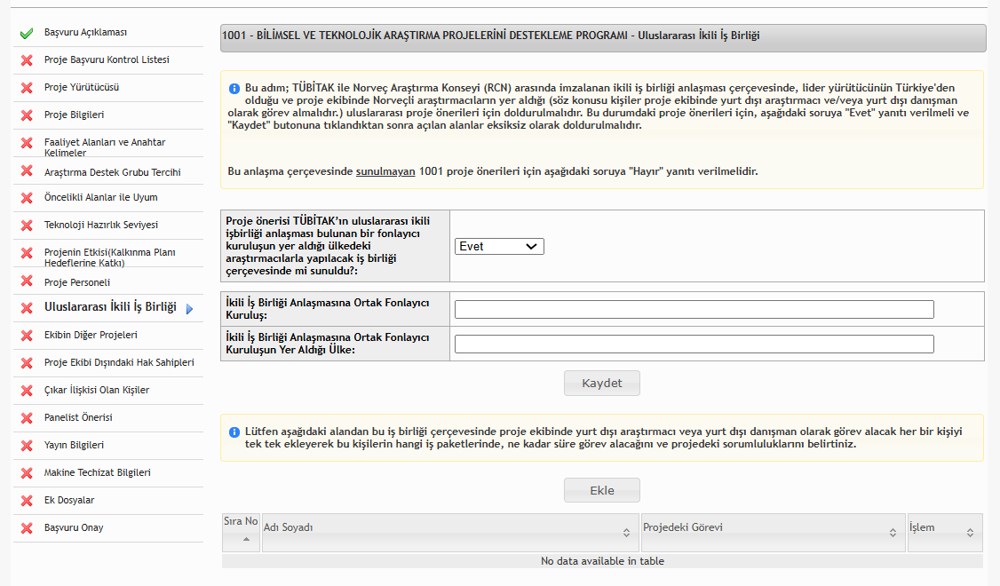 Başvuru Açıklaması
Proje Başvuru Kontrol Listesi
Proje Yürütücüsü
Proje Bilgileri
Faaliyet Alanları ve Anahtar
Kelimeler
Araştırma Destek Grubu Tercihi
Öncelikli Alanlar ile Uyum
Teknoloji Hazırlık Seviyesi
Projenin Etkisi(Kalkınma Planı
Hedeflerine Katkı)
Proje Personeli
Uluslararası İkili İş Birliği
Ekibin Diğer Projeleri
Proje Ekibi Dışındaki Hak Sahipleri
Çıkar İlişkisi Olan Kişiler
Panelist Önerisi
Yayın Bilgileri
Makine Techizat Bilgileri
Ek Dosyalar
Başvuru Onay
1001 - BİLİMSEL VE TEKNOLOJİK ARAŞTIRMA PROJELERİNİ DESTEKLEME PROGRAMI - Uluslararası İkili İş Birliği
Bu adım; TÜBİTAK ile Norveç Araştırma Konseyi (RCN) arasında imzalanan ikili iş birliği anlaşması çerçevesinde, lider yürütücünün Türkiye'den
olduğu ve proje ekibinde Norveçli araştırmacıların yer aldığı (söz konusu kişiler proje ekibinde yurt dışı araştırmacı ve/veya yurt dışı danışman
olarak görev almalıdır.) uluslararası proje önerileri için doldurulmalıdır. Bu durumdaki proje önerileri için, aşağıdaki soruya "Evet" yanıtı verilmeli ve
"Kaydet" butonuna tıklandıktan sonra açılan alanlar eksiksiz olarak doldurulmalıdır.
Bu anlaşma çerçevesinde sunulmayan 1001 proje önerileri için aşağıdaki soruya "Hayır" yanıtı verilmelidir.
Proje önerisi TÜBİTAK'ın uluslararası ikili
işbirliği anlaşması bulunan bir fonlayıcı
kuruluşun yer aldığı ülkedeki
araştırmacılarla yapılacak iş birliği
çerçevesinde mi sunuldu?:
Evet
İkili İş Birliği Anlaşmasına Ortak Fonlayıcı
Kuruluş:
İkili İş Birliği Anlaşmasına Ortak Fonlayıcı
Kuruluşun Yer Aldığı Ülke:
Kaydet
Lütfen aşağıdaki alandan bu iş birliği çerçevesinde proje ekibinde yurt dışı araştırmacı veya yurt dışı danışman olarak görev alacak her bir kişiyi
tek tek ekleyerek bu kişilerin hangi iş paketlerinde, ne kadar süre görev alacağını ve projedeki sorumluluklarını belirtiniz.
Ekle
Sıra No Adı Soyadı Projedeki Görevi İşlem
No data available in table